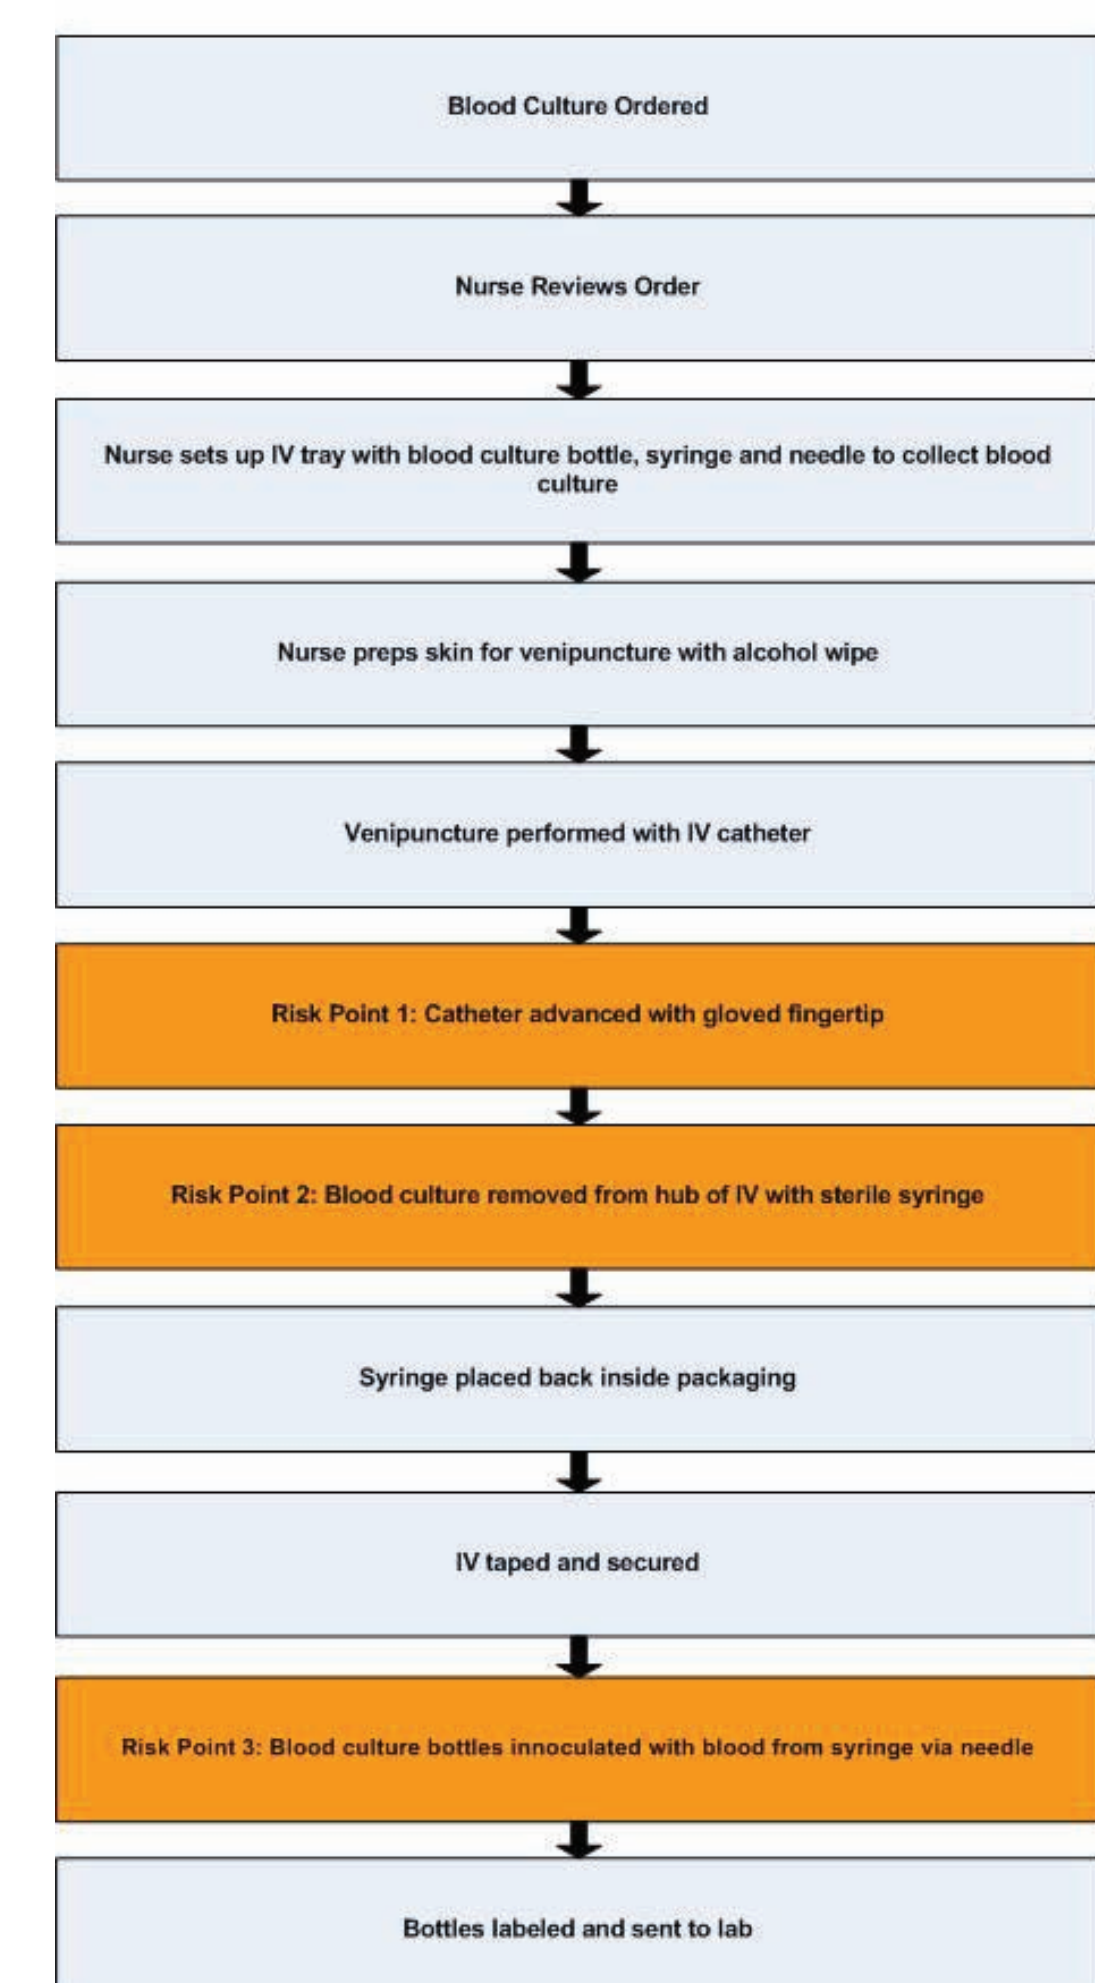 Blood Culture Ordered
Nurse Reviews Order
Nurse sets up IV tray with blood culture bottle, syringe and needle to collect blood
culture
Nurse preps skin for venipuncture with alcohol wipe
Venipuncture performed with IV catheter
Risk Point 1: Catheter advanced with gloved fingertip
Risk Point 2: Blood culture removed from hub of IV with sterile syringe
Syringe placed back inside packaging
IV taped and secured
Risk Point 3: Blood culture bottles innoculated with blood from syringe via needle
Bottles labeled and sent to lab